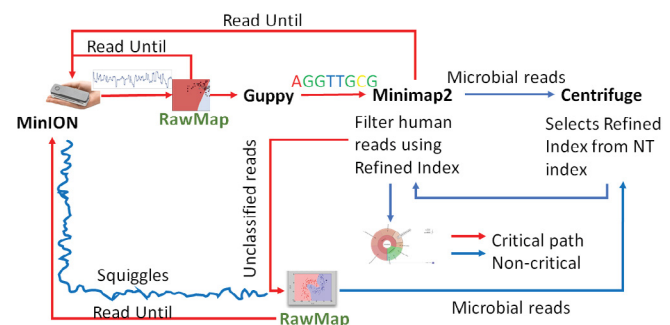 Read Until
Read Until
AGGTTGCG
Microbial reads
MinION
RawMap
Guppy
Minimap2
Centrifuge
Filter human
reads using
Refined Index
Selects Refined
Index from NT
index
Unclassified reads
Critical path
Non-critical
Squiggles
Read Until
RawMap
Microbial reads